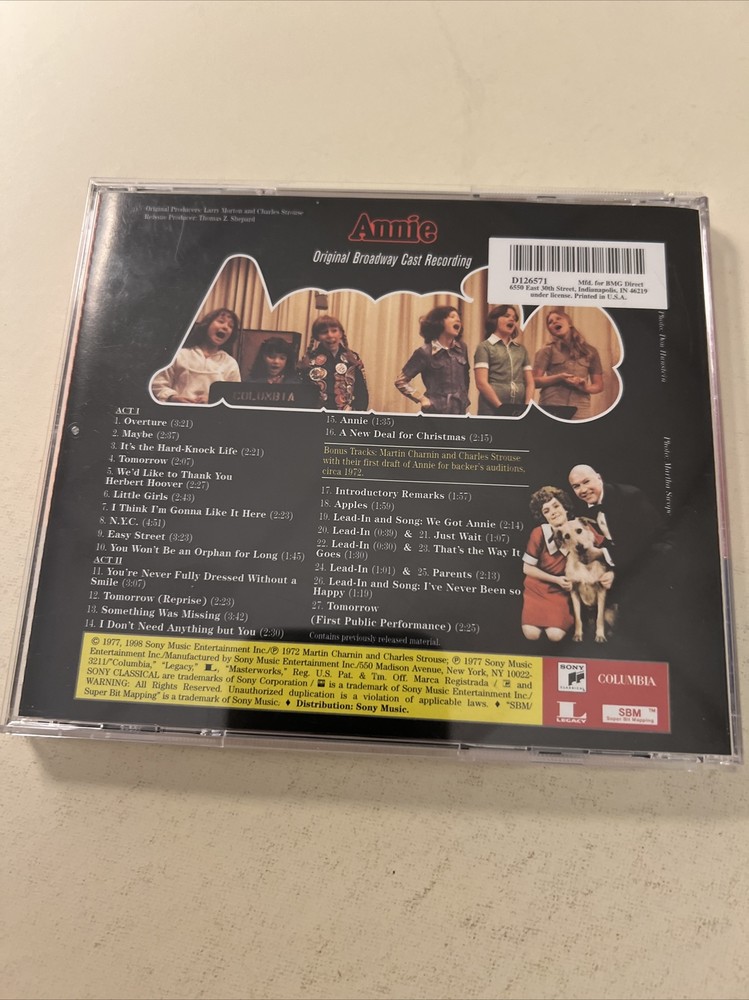 Original Producers: Larry Morton and Charles Strouse
Reissue Producer: Thomas Z. Shepard
Annie
Original Broadway Cast Recording
D126571 Mfd. for BMG Direct
6550 East 30th Street, Indianapolis, IN 46219
under license. Printed in U.S.A.
Photo: Don Hunstein
COLUMBIA
ACT I
1. Overture (3:21)
2. Maybe (2:37)
3. It's the Hard-Knock Life (2:21)
4. Tomorrow (2:07)
5. We'd Like to Thank You
Herbert Hoover (2:27)
6. Little Girls (2:43)
7. I Think I'm Gonna Like It Here (2:23)
8. N.Y.C. (4:51)
9. Easy Street (3:23)
10. You Won't Be an Orphan for Long (1:45)
ACT II
11. You're Never Fully Dressed Without a
Smile (3:07)
12. Tomorrow (Reprise) (2:23)
13. Something Was Missing (3:42)
14. I Don't Need Anything but You (2:30)
15. Annie (1:35)
16. A New Deal for Christmas (2:15)
Bonus Tracks: Martin Charnin and Charles Strouse
with their first draft of Annie for backer's auditions,
circa 1972.
17. Introductory Remarks (1:57)
18. Apples (1:59)
19. Lead-In and Song: We Got Annie (2:14)
20. Lead-In (0:39) & 21. Just Wait (1:07)
22. Lead-In (0:30) & 23. That's the Way It
Goes (1:30)
24. Lead-In (1:01) & 25. Parents (2:13)
26. Lead-In and Song: I've Never Been so
Happy (1:19)
27. Tomorrow
(First Public Performance) (2:25)
Contains previously released material.
Photo: Martha Swope
© 1977, 1998 Sony Music Entertainment Inc./℗ 1972 Martin Charnin and Charles Strouse; ℗ 1977 Sony Music
Entertainment Inc./Manufactured by Sony Music Entertainment Inc./550 Madison Avenue, New York, NY 10022-
3211/"Columbia," "Legacy," L, "Masterworks," Reg. U.S. Pat. & Tm. Off. Marca Registrada / and
SONY CLASSICAL are trademarks of Sony Corporation / is a trademark of Sony Music Entertainment Inc./
WARNING: All Rights Reserved. Unauthorized duplication is a violation of applicable laws. ♦ "SBM/
Super Bit Mapping" is a trademark of Sony Music. ♦ Distribution: Sony Music.
SONY
CLASSICAL
COLUMBIA
L
LEGACY
SBM™
Super Bit Mapping